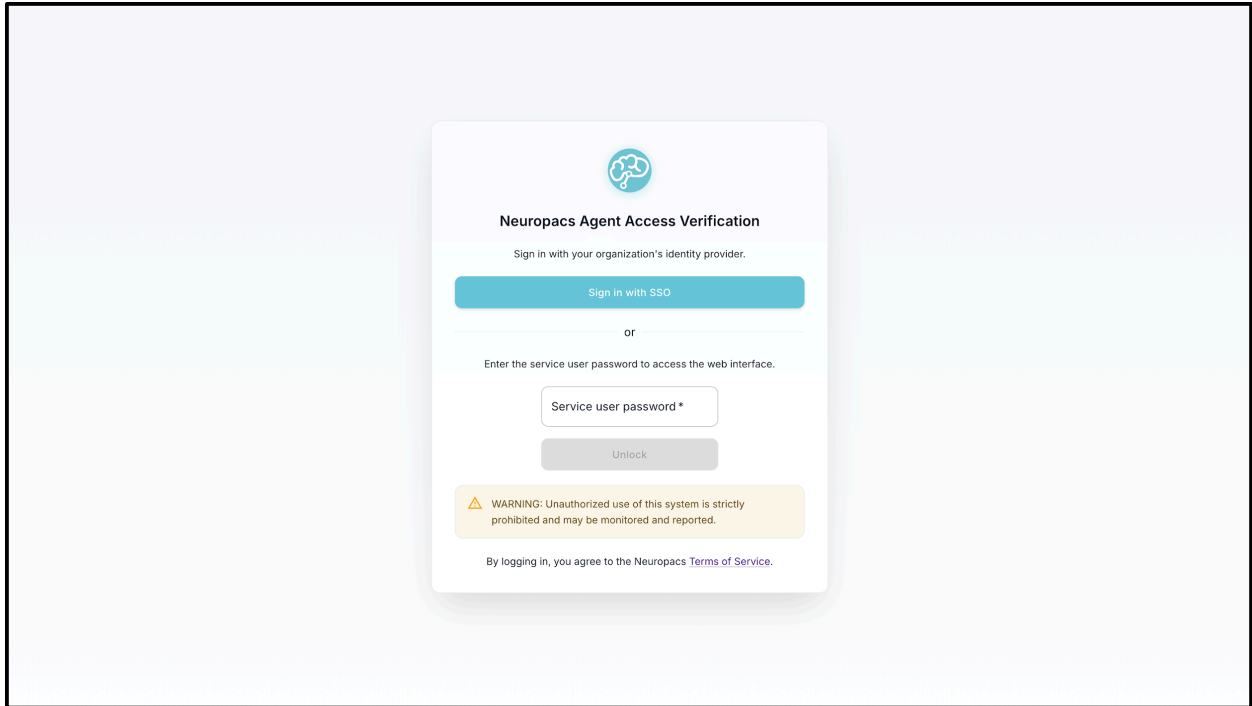 Neuropacs Agent Access Verification
Sign in with your organization's identity provider.
Sign in with SSO
or
Enter the service user password to access the web interface.
Service user password *
Unlock
WARNING: Unauthorized use of this system is strictly
prohibited and may be monitored and reported.
By logging in, you agree to the Neuropacs Terms of Service.